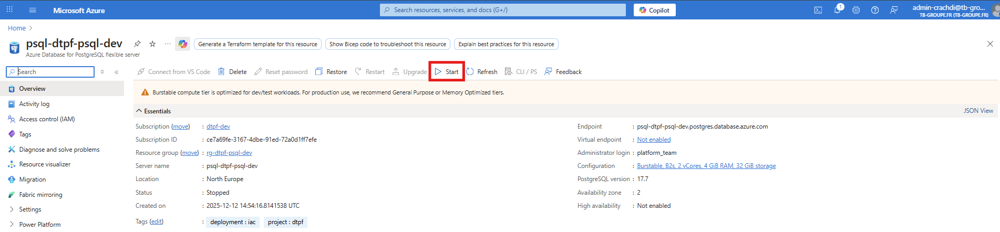 Microsoft Azure
Search resources, services, and docs (G+/)
Copilot
1
admin-crachdi@tb-gro...
TB-GROUPE.FR (TB-GROUPE.FR)
Home
psql-dtpf-psql-dev
Azure Database for PostgreSQL flexible server
Generate a Terraform template for this resource
Show Bicep code to troubleshoot this resource
Explain best practices for this resource
Search
Connect from VS Code
Delete
Reset password
Restore
Restart
Upgrade
Start
Refresh
CLI / PS
Feedback
Overview
Activity log
Access control (IAM)
Tags
Diagnose and solve problems
Resource visualizer
Migration
Fabric mirroring
Settings
Power Platform
Burstable compute tier is optimized for dev/test workloads. For production use, we recommend General Purpose or Memory Optimized tiers.
Essentials
JSON View
Subscription (move) : dtpf-dev
Subscription ID : ce7a69fe-3167-4dbe-91ed-72a0d1ff7efe
Resource group (move) : rg-dtpf-psql-dev
Server name : psql-dtpf-psql-dev
Location : North Europe
Status : Stopped
Created on : 2025-12-12 14:54:16.8141538 UTC
Tags (edit) : deployment : iac project : dtpf
Endpoint : psql-dtpf-psql-dev.postgres.database.azure.com
Virtual endpoint : Not enabled
Administrator login : platform_team
Configuration : Burstable, B2s, 2 vCores, 4 GiB RAM, 32 GiB storage
PostgreSQL version : 17.7
Availability zone : 2
High availability : Not enabled